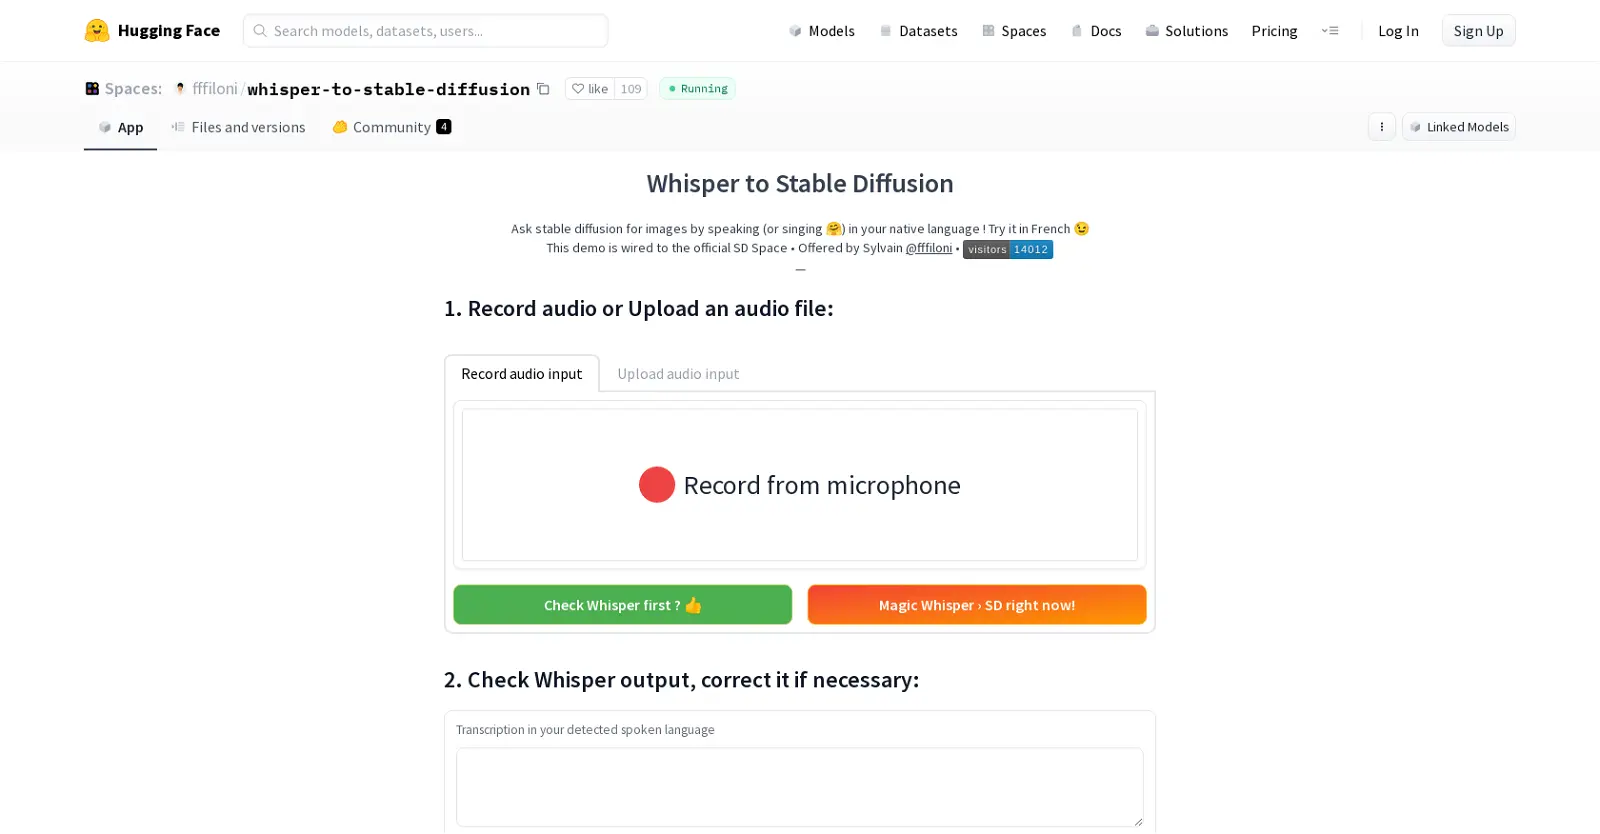 Hugging Face
Search models, datasets, users...
Models
Datasets
Spaces
Docs
Solutions
Pricing
Log In
Sign Up
Spaces:
fffiloni/whisper-to-stable-diffusion
like 109
Running
App
Files and versions
Community 4
Linked Models
Whisper to Stable Diffusion
Ask stable diffusion for images by speaking (or singing 🤗) in your native language ! Try it in French 😉
This demo is wired to the official SD Space • Offered by Sylvain @fffiloni • visitors 14012
—
1. Record audio or Upload an audio file:
Record audio input
Upload audio input
Record from microphone
Check Whisper first ? 👍
Magic Whisper › SD right now!
2. Check Whisper output, correct it if necessary:
Transcription in your detected spoken language